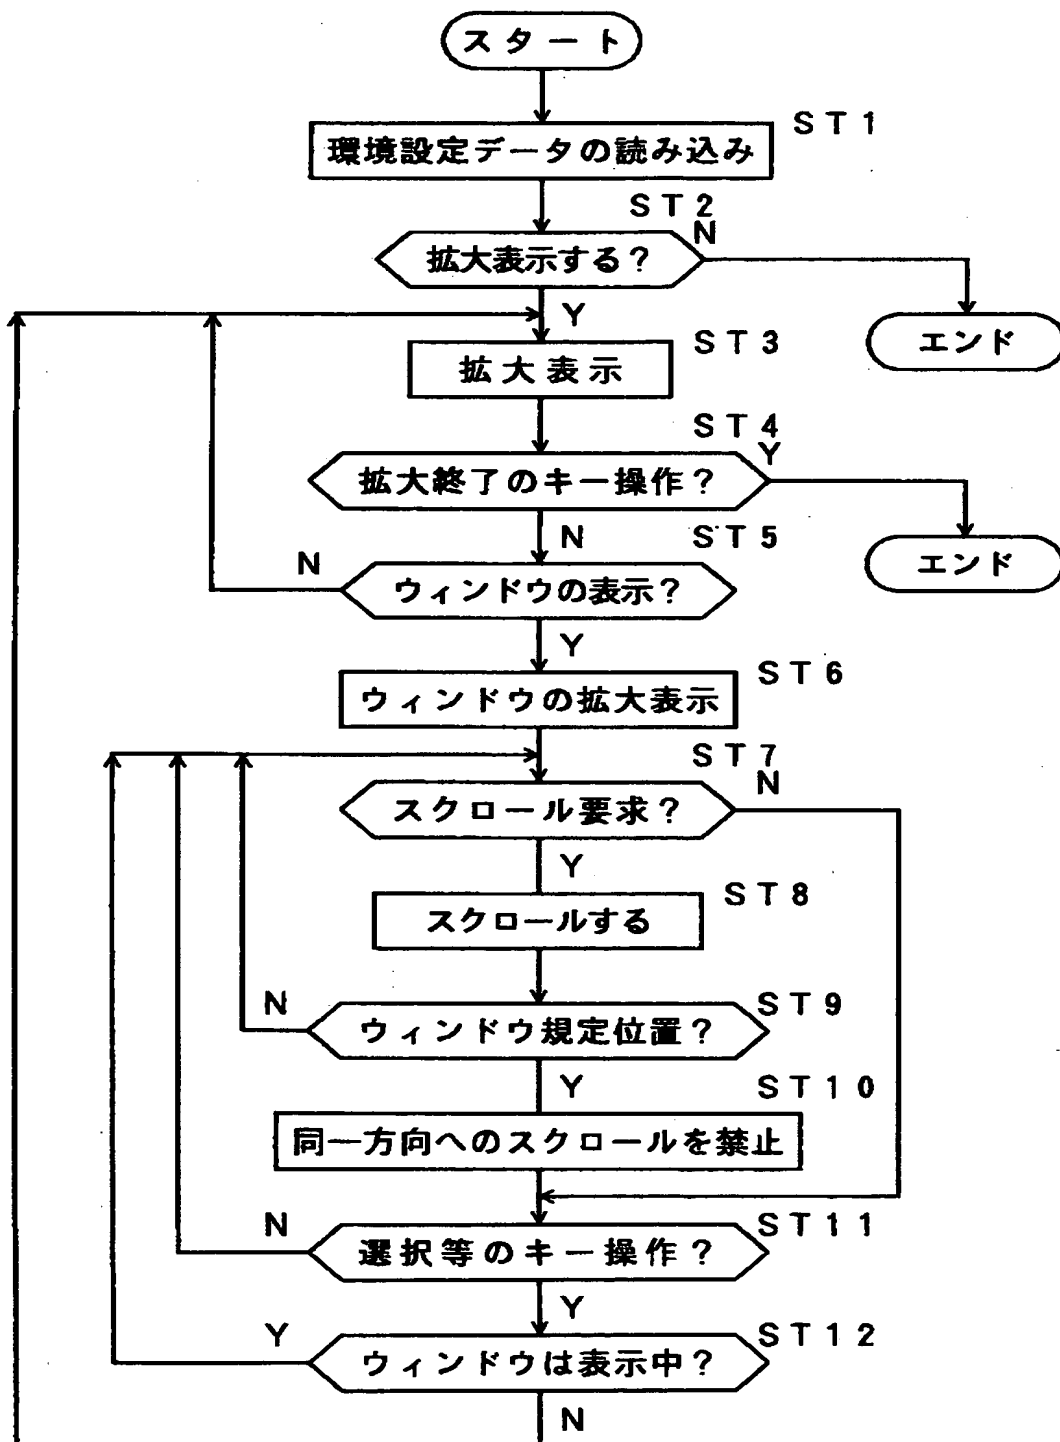 スタート
ST1
環境設定データの読み込み
ST2
N
拡大表示する?
Y
エンド
ST3
拡大表示
ST4
Y
拡大終了のキー操作?
N
ST5
エンド
N
ウィンドウの表示?
Y
ST6
ウィンドウの拡大表示
ST7
N
スクロール要求?
Y
ST8
スクロールする
N
ST9
ウィンドウ規定位置?
Y
ST10
同一方向へのスクロールを禁止
N
ST11
選択等のキー操作?
Y
Y
ST12
ウィンドウは表示中?
N